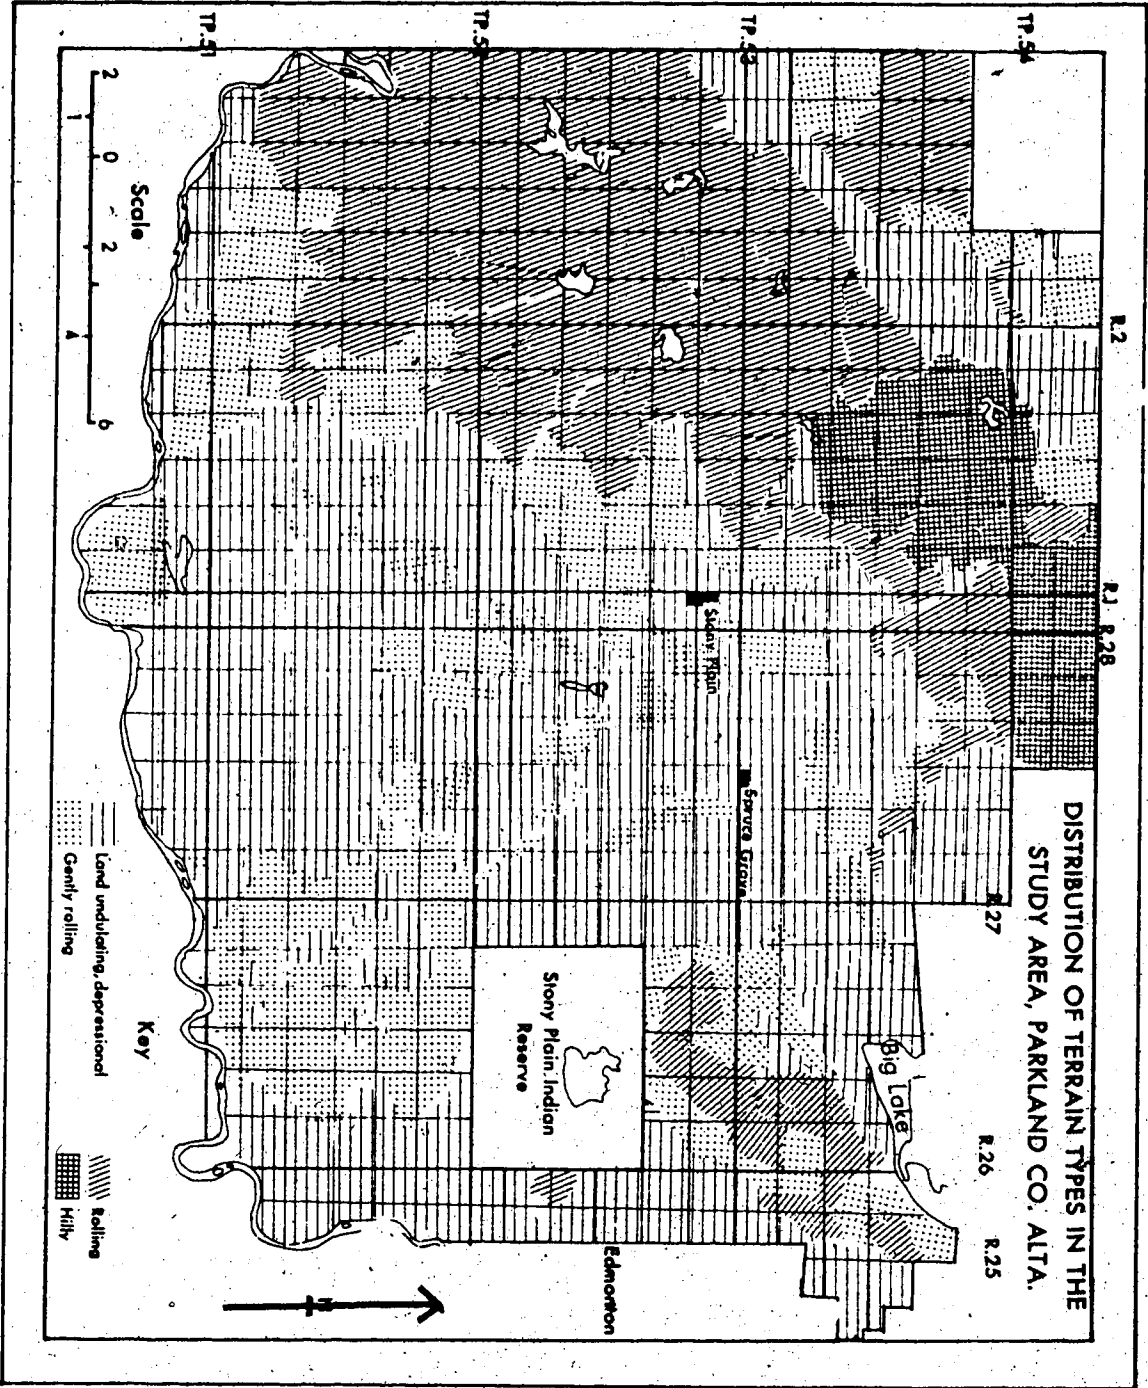 DISTRIBUTION OF TERRAIN TYPES IN THE
STUDY AREA, PARKLAND CO. ALTA.
R.2
R.1
R.28
R.27
R.26
R.25
TP.54
TP.53
TP.51
Big Lake
Spruce Grove
Stony Plain
Stony Plain Indian
Reserve
Edmonton
N
Scale
2 1 0 2 4 6
Key
Land undulating, depressional
Gently rolling
Rolling
Hilly